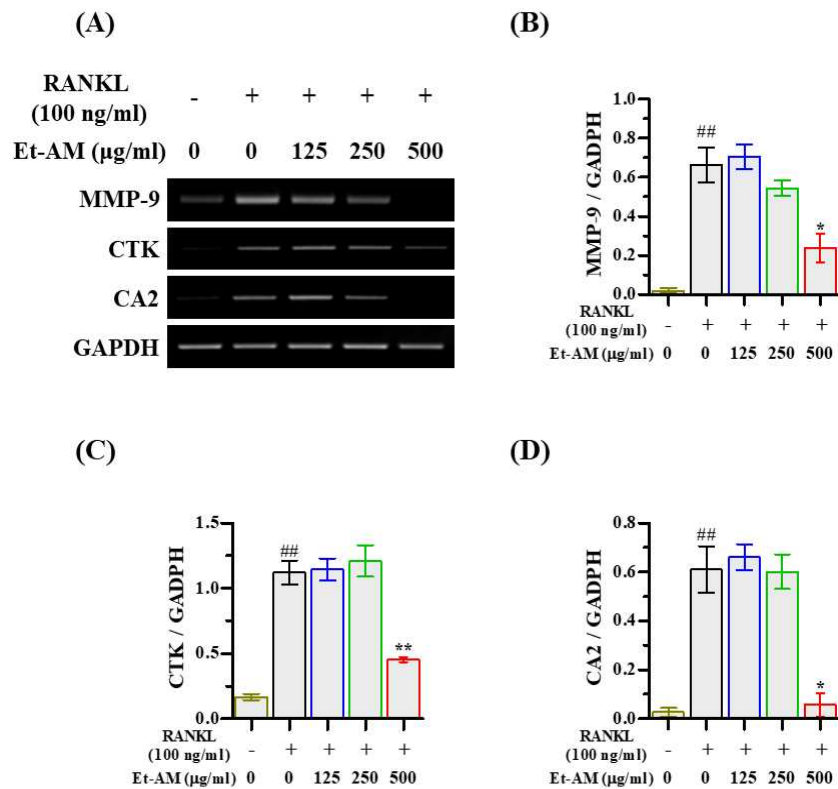 (A)
RANKL
(100 ng/ml)
- + + + +
Et-AM (μg/ml) 0 0 125 250 500
MMP-9
CTK
CA2
GAPDH
(B)
MMP-9 / GADPH
1.0
0.8
0.6
0.4
0.2
0.0
##
*
RANKL
(100 ng/ml)
- + + + +
Et-AM (μg/ml) 0 0 125 250 500
(C)
CTK / GADPH
1.5
1.0
0.5
0.0
##
**
RANKL
(100 ng/ml)
- + + + +
Et-AM (μg/ml) 0 0 125 250 500
(D)
CA2 / GADPH
0.8
0.6
0.4
0.2
0.0
##
*
RANKL
(100 ng/ml)
- + + + +
Et-AM (μg/ml) 0 0 125 250 500